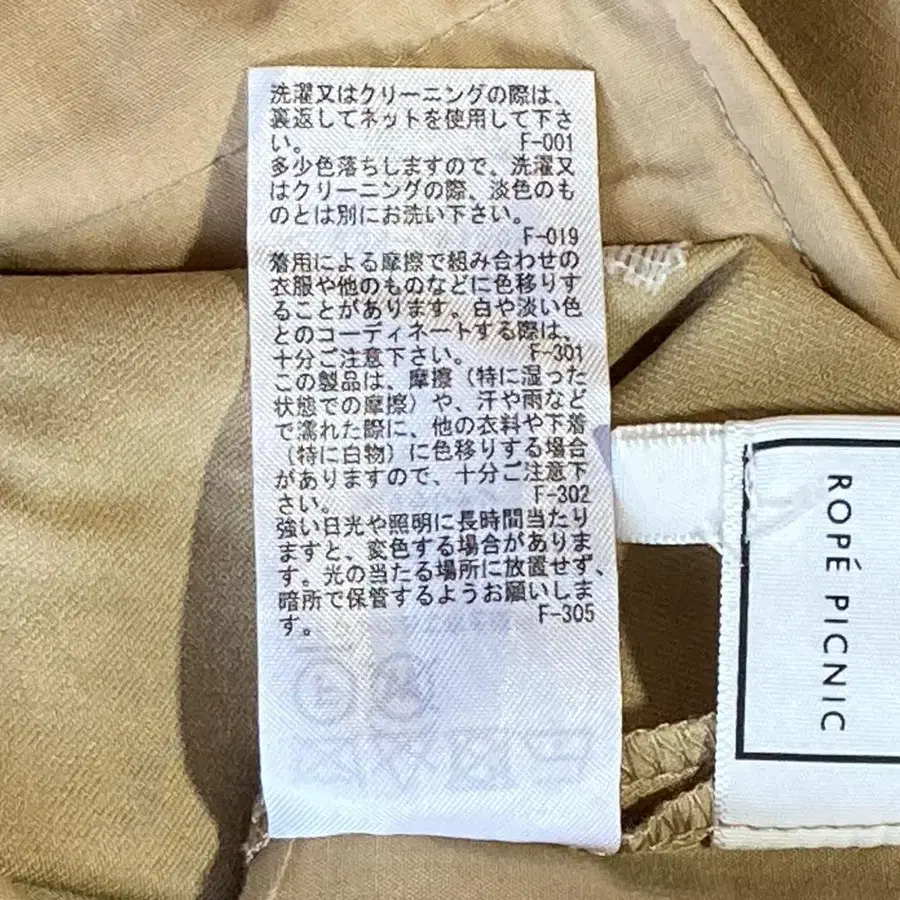 洗濯又はクリーニングの際は、
裏返してネットを使用して下さ
い。 F-001
多少色落ちしますので、洗濯又
はクリーニングの際、淡色のも
のとは別にお洗い下さい。
F-019
着用による摩擦で組み合わせの
衣服や他のものなどに色移りす
ることがあります。白や淡い色
とのコーディネートする際は、
十分ご注意下さい。 F-301
この製品は、摩擦（特に湿った
状態での摩擦）や、汗や雨など
で濡れた際に、他の衣料や下着
（特に白物）に色移りする場合
がありますので、十分ご注意下
さい。 F-302
強い日光や照明に長時間当たり
ますと、変色する場合がありま
す。光の当たる場所に放置せず、
暗所で保管するようお願いしま
す。 F-305
ROPÉ PICNIC